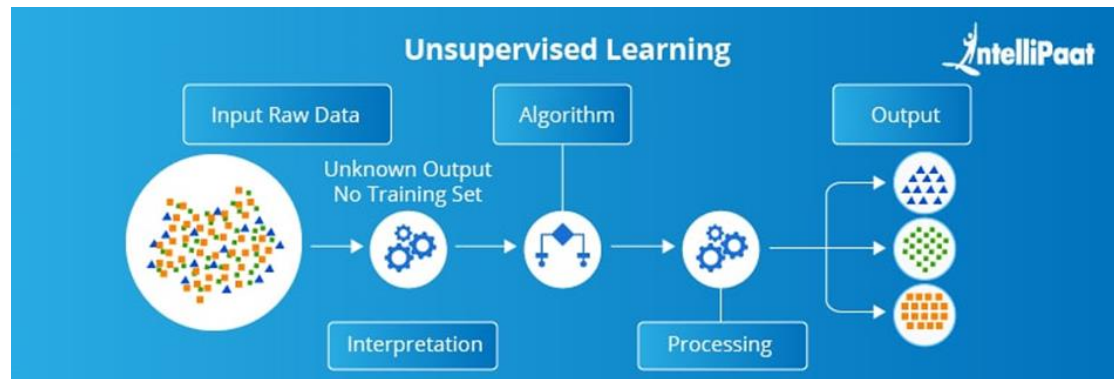 Unsupervised Learning
IntelliPaat
Input Raw Data
Algorithm
Output
Unknown Output
No Training Set
Interpretation
Processing